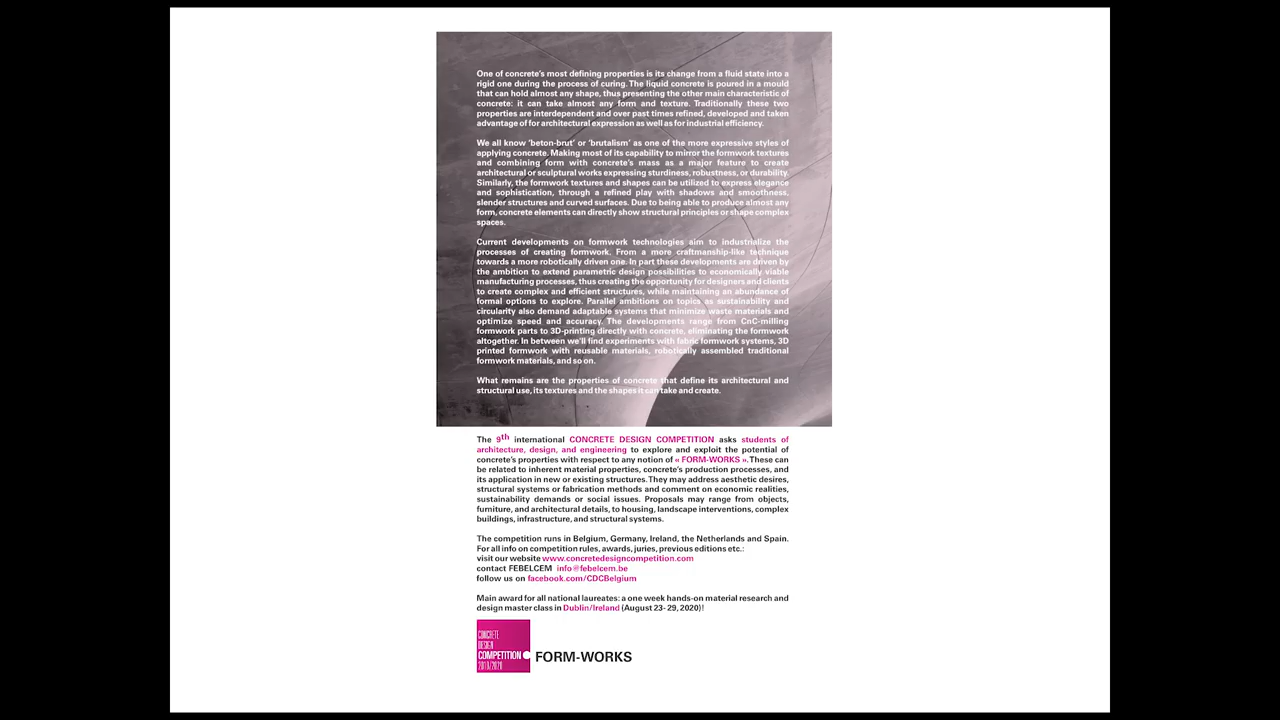 One of concrete's most defining properties is its change from a fluid state into a
rigid one during the process of curing. The liquid concrete is poured in a mould
that can hold almost any shape, thus presenting the other main characteristic of
concrete: it can take almost any form and texture. Traditionally these two
properties are interdependent and over past times refined, developed and taken
advantage of for architectural expression as well as for industrial efficiency.
We all know 'beton-brut' or 'brutalism' as one of the more expressive styles of
applying concrete. Making most of its capability to mirror the formwork textures
and combining form with concrete's mass as a major feature to create
architectural or sculptural works expressing sturdiness, robustness, or durability.
Similarly, the formwork textures and shapes can be utilized to express elegance
and sophistication, through a refined play with shadows and smoothness,
slender structures and curved surfaces. Due to being able to produce almost any
form, concrete elements can directly show structural principles or shape complex
spaces.
Current developments on formwork technologies aim to industrialize the
processes of creating formwork. From a more craftmanship-like technique
towards a more robotically driven one. In part these developments are driven by
the ambition to extend parametric design possibilities to economically viable
manufacturing processes, thus creating the opportunity for designers and clients
to create complex and efficient structures, while maintaining an abundance of
formal options to explore. Parallel ambitions on topics as sustainability and
circularity also demand adaptable systems that minimize waste materials and
optimize speed and accuracy. The developments range from CnC-milling
formwork parts to 3D-printing directly with concrete, eliminating the formwork
altogether. In between we'll find experiments with fabric formwork systems, 3D
printed formwork with reusable materials, robotically assembled traditional
formwork materials, and so on.
What remains are the properties of concrete that define its architectural and
structural use, its textures and the shapes it can take and create.
The 9th international CONCRETE DESIGN COMPETITION asks students of
architecture, design, and engineering to explore and exploit the potential of
concrete's properties with respect to any notion of « FORM-WORKS ». These can
be related to inherent material properties, concrete's production processes, and
its application in new or existing structures. They may address aesthetic desires,
structural systems or fabrication methods and comment on economic realities,
sustainability demands or social issues. Proposals may range from objects,
furniture, and architectural details, to housing, landscape interventions, complex
buildings, infrastructure, and structural systems.
The competition runs in Belgium, Germany, Ireland, the Netherlands and Spain.
For all info on competition rules, awards, juries, previous editions etc.:
visit our website www.concretedesigncompetition.com
contact FEBELCEM info@febelcem.be
follow us on facebook.com/CDCBelgium
Main award for all national laureates: a one week hands-on material research and
design master class in Dublin/Ireland (August 23- 29, 2020)!
CONCRETE
DESIGN
COMPETITION
2019/2020
FORM-WORKS